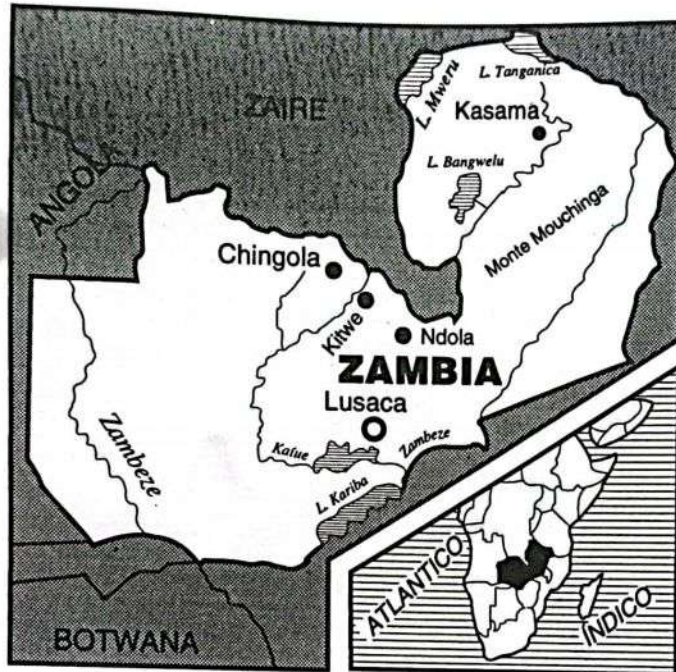 L. Tanganica
L. Mweru
ZAIRE
Kasama
L. Bangwelu
ANGOLA
Monte Mouchinga
Chingola
Kitwe
Ndola
ZAMBIA
Lusaca
Zambeze
Kafue
Zambeze
L. Kariba
ATLANTICO
ÍNDICO
BOTWANA